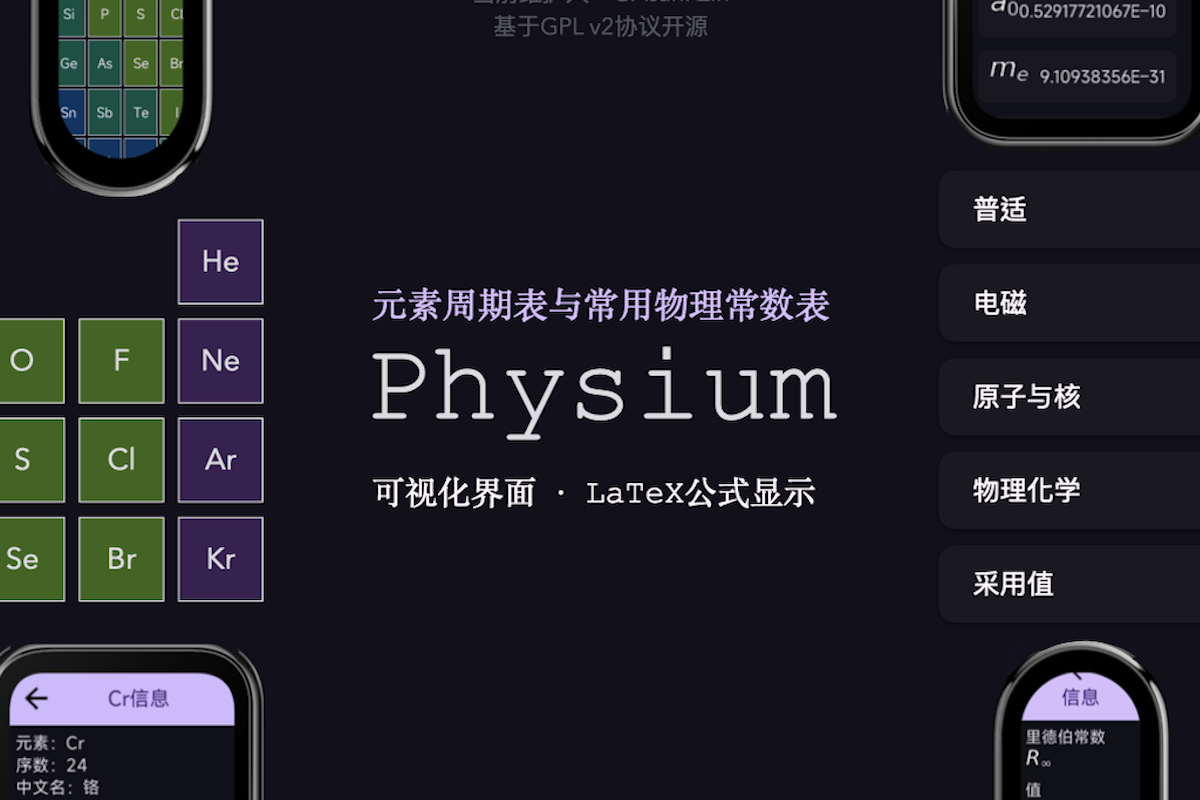 Si P S Cl
Ge As Se Br
Sn Sb Te I
基于GPL v2协议开源
a₀ 0.52917721067E-10
mₑ 9.10938356E-31
He
O F Ne
S Cl Ar
Se Br Kr
元素周期表与常用物理常数表
Physium
可视化界面 · LaTeX公式显示
普适
电磁
原子与核
物理化学
采用值
Cr信息
元素：Cr
序数：24
中文名：铬
信息
里德伯常数
R∞
值